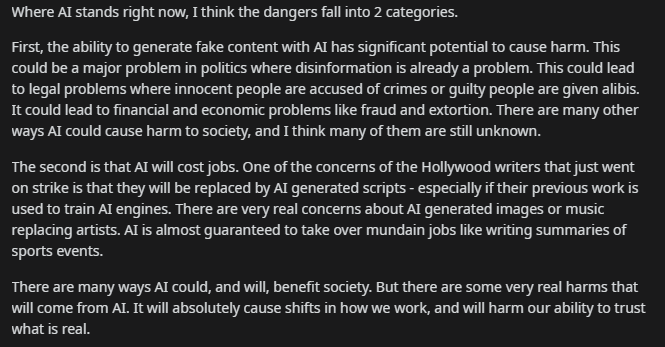 Where AI stands right now, I think the dangers fall into 2 categories.
First, the ability to generate fake content with AI has significant potential to cause harm. This
could be a major problem in politics where disinformation is already a problem. This could lead
to legal problems where innocent people are accused of crimes or guilty people are given alibis.
It could lead to financial and economic problems like fraud and extortion. There are many other
ways AI could cause harm to society, and I think many of them are still unknown.
The second is that AI will cost jobs. One of the concerns of the Hollywood writers that just went
on strike is that they will be replaced by AI generated scripts - especially if their previous work is
used to train AI engines. There are very real concerns about AI generated images or music
replacing artists. AI is almost guaranteed to take over mundain jobs like writing summaries of
sports events.
There are many ways AI could, and will, benefit society. But there are some very real harms that
will come from AI. It will absolutely cause shifts in how we work, and will harm our ability to trust
what is real.